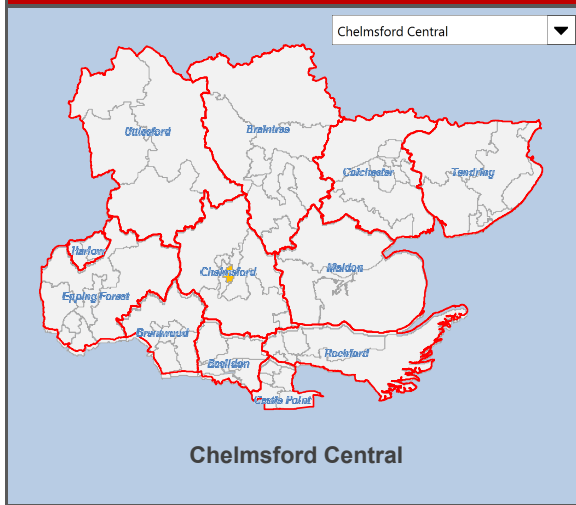 Chelmsford Central
Uttlesford
Braintree
Colchester
Tendring
Harlow
Chelmsford
Maldon
Epping Forest
Brentwood
Rochford
Basildon
Castle Point
Chelmsford Central